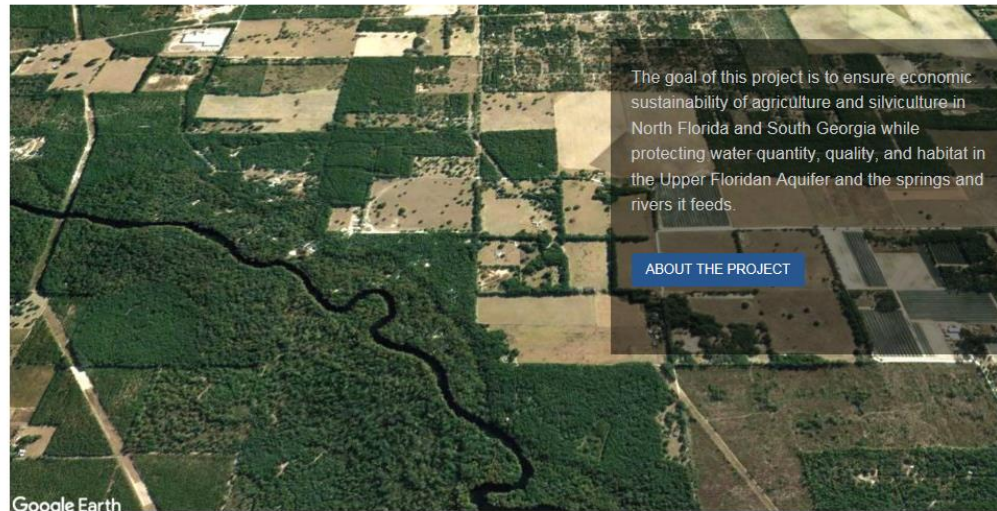 The goal of this project is to ensure economic
sustainability of agriculture and silviculture in
North Florida and South Georgia while
protecting water quantity, quality, and habitat in
the Upper Floridan Aquifer and the springs and
rivers it feeds.
ABOUT THE PROJECT
Google Earth